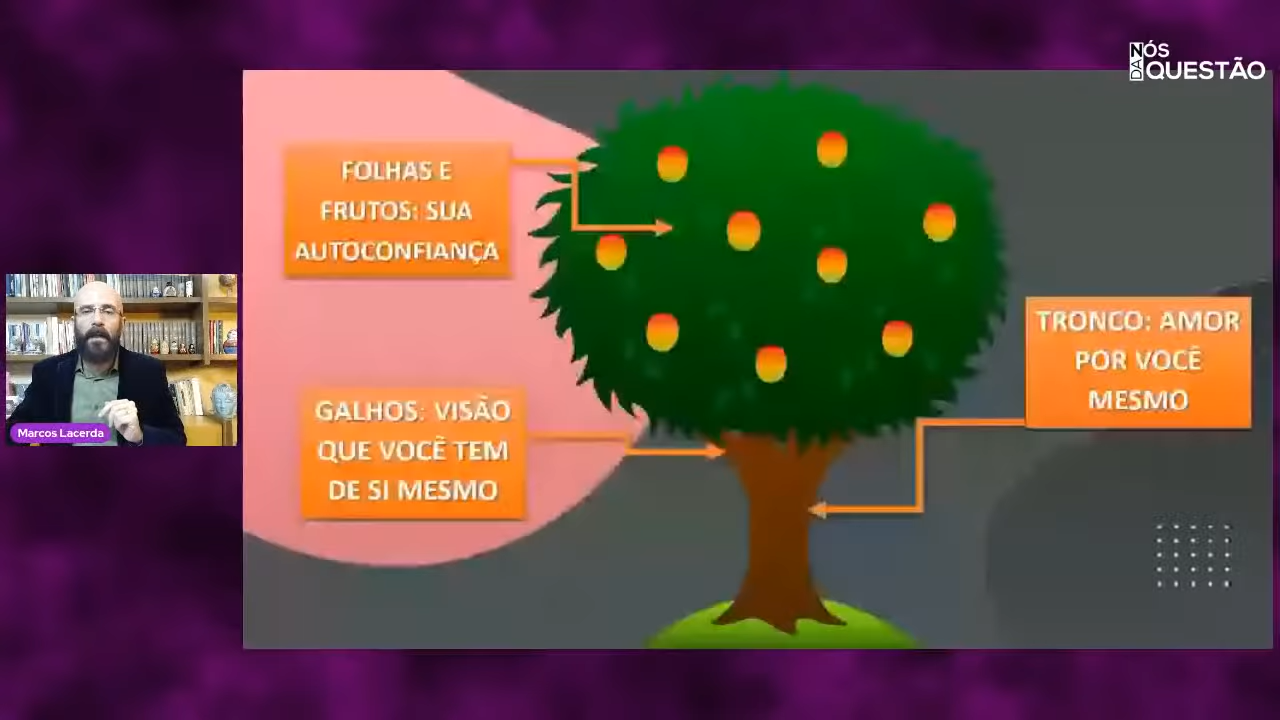 NÓS
DA QUESTÃO
FOLHAS E
FRUTOS: SUA
AUTOCONFIANÇA
TRONCO: AMOR
POR VOCÊ
MESMO
GALHOS: VISÃO
QUE VOCÊ TEM
DE SI MESMO
Marcos Lacerda